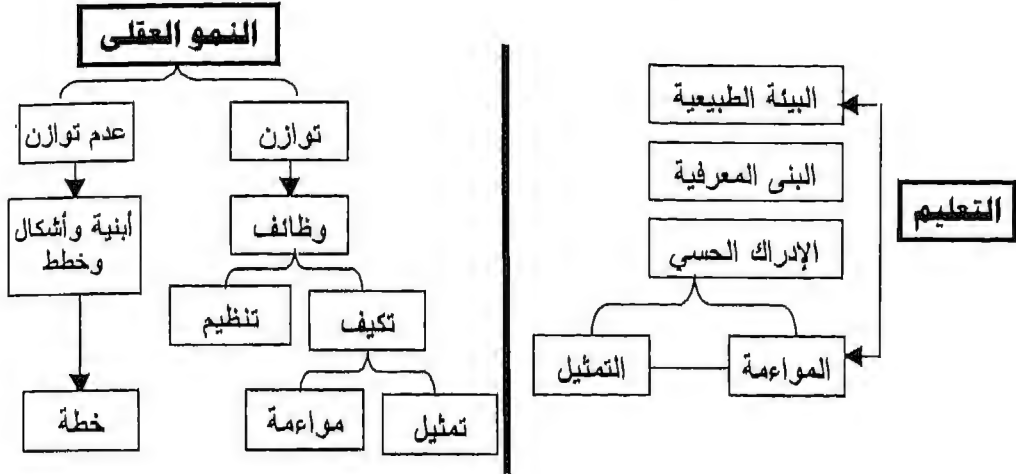 البيئة الطبيعية
البنى المعرفية
التعليم
الإدراك الحسي
المواءمة
التمثيل
النمو العقلى
توازن
عدم توازن
وظائف
أبنية وأشكال
وخطط
تكيف
تنظيم
تمثيل
مواءمة
خطة